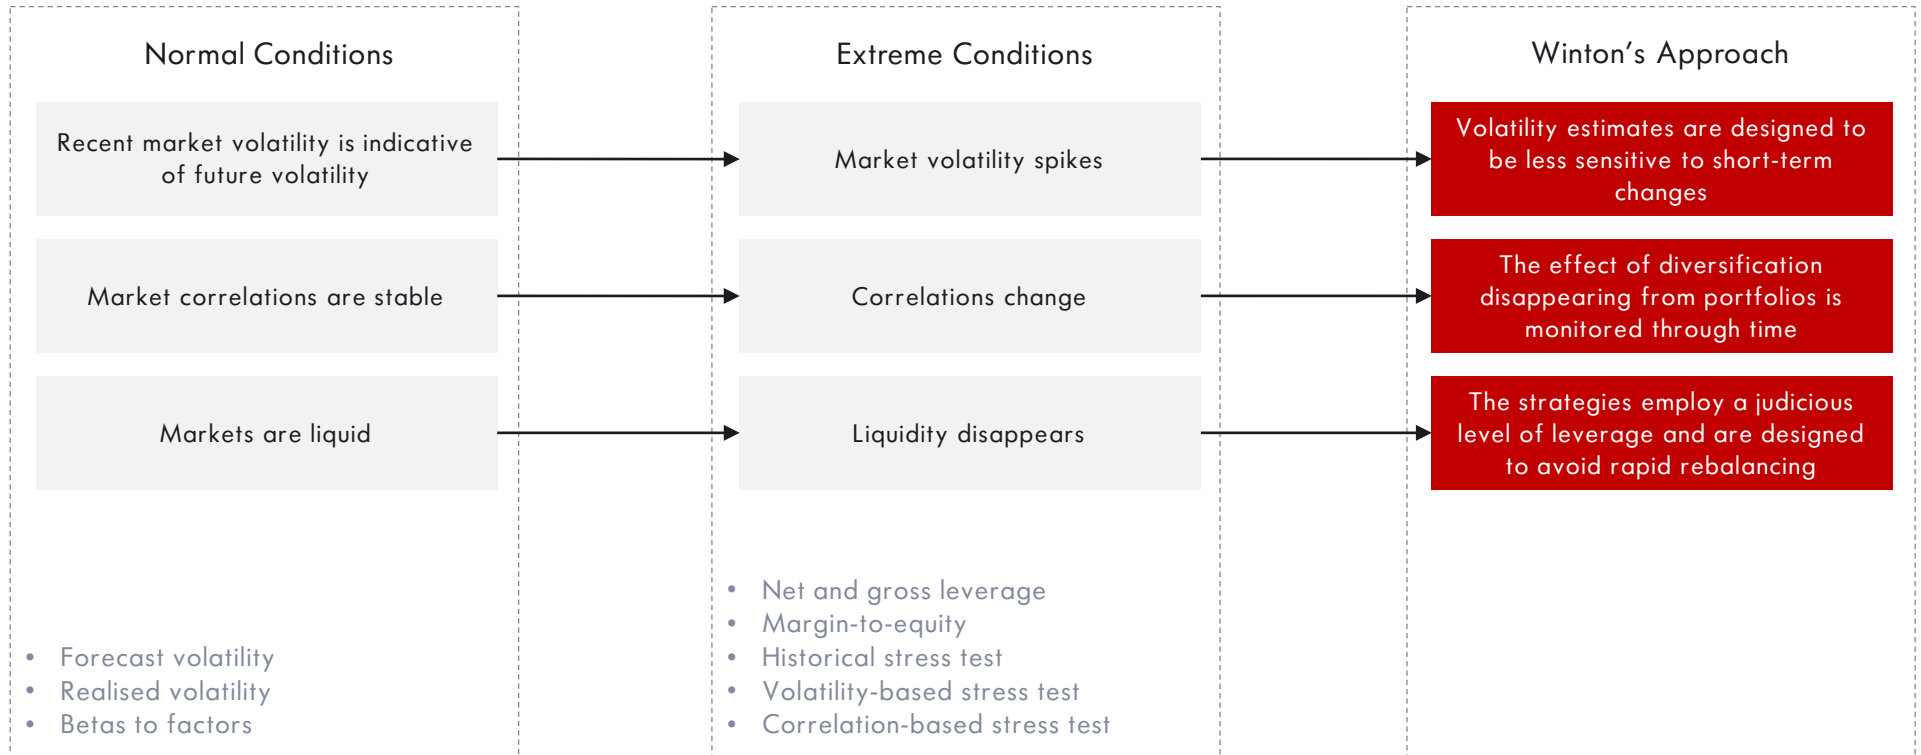 Normal Conditions
Recent market volatility is indicative
of future volatility
Market correlations are stable
Markets are liquid
• Forecast volatility
• Realised volatility
• Betas to factors
Extreme Conditions
Market volatility spikes
Correlations change
Liquidity disappears
• Net and gross leverage
• Margin-to-equity
• Historical stress test
• Volatility-based stress test
• Correlation-based stress test
Winton’s Approach
Volatility estimates are designed to
be less sensitive to short-term
changes
The effect of diversification
disappearing from portfolios is
monitored through time
The strategies employ a judicious
level of leverage and are designed
to avoid rapid rebalancing